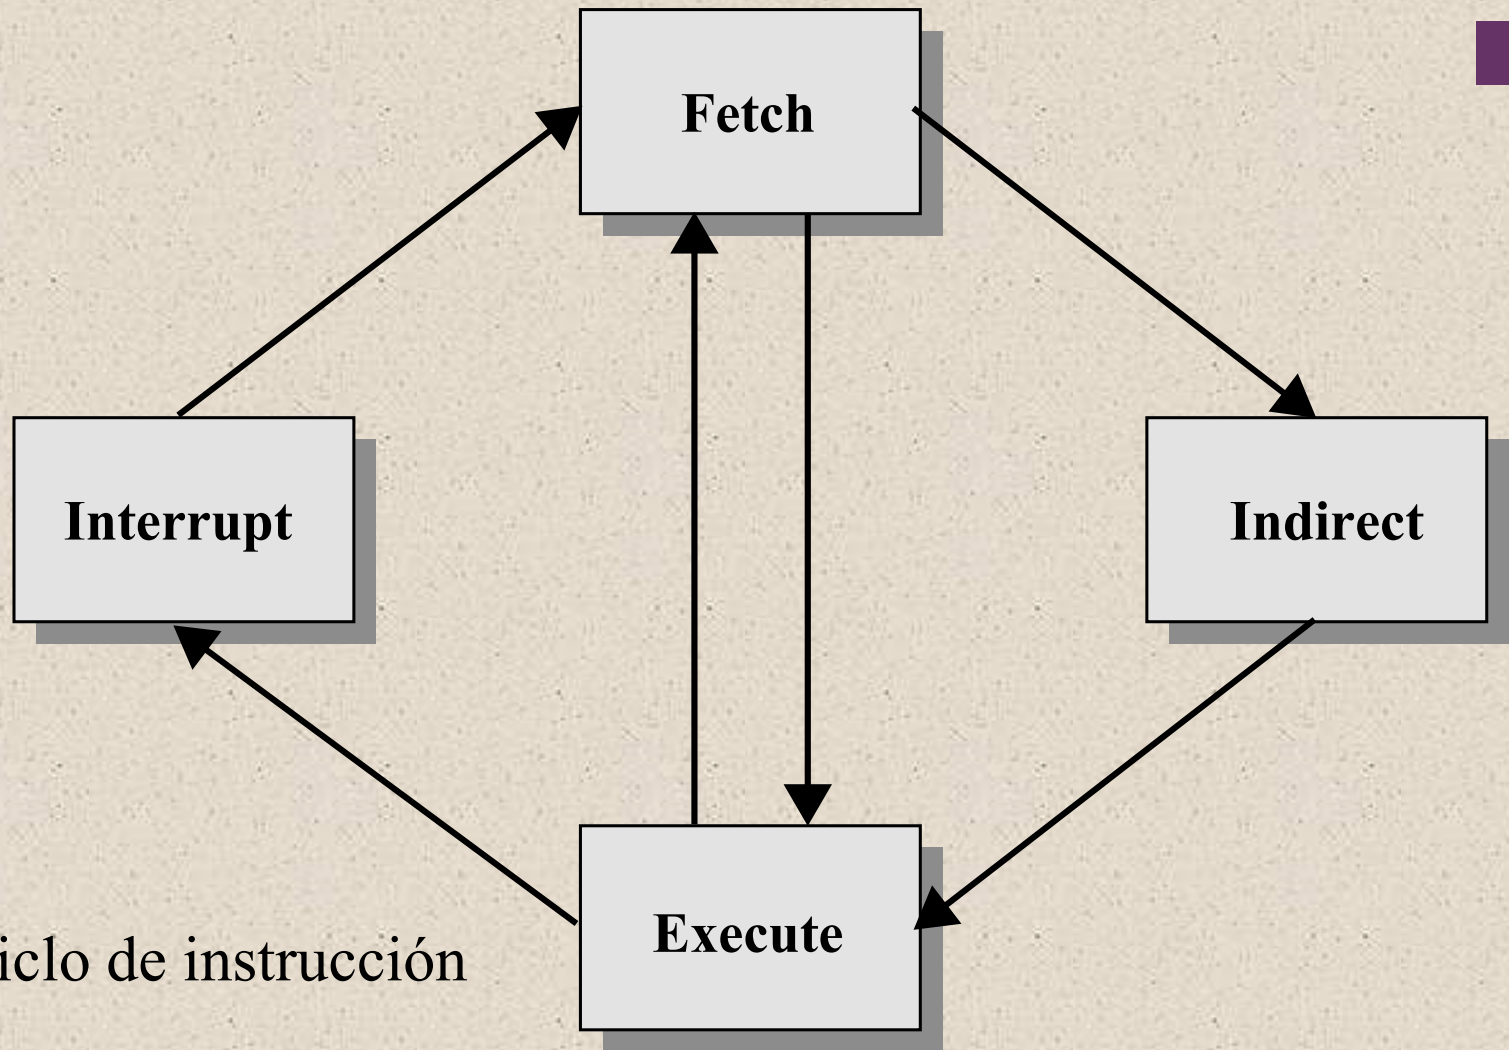 Fetch
Interrupt
Indirect
Execute
iclo de instrucción